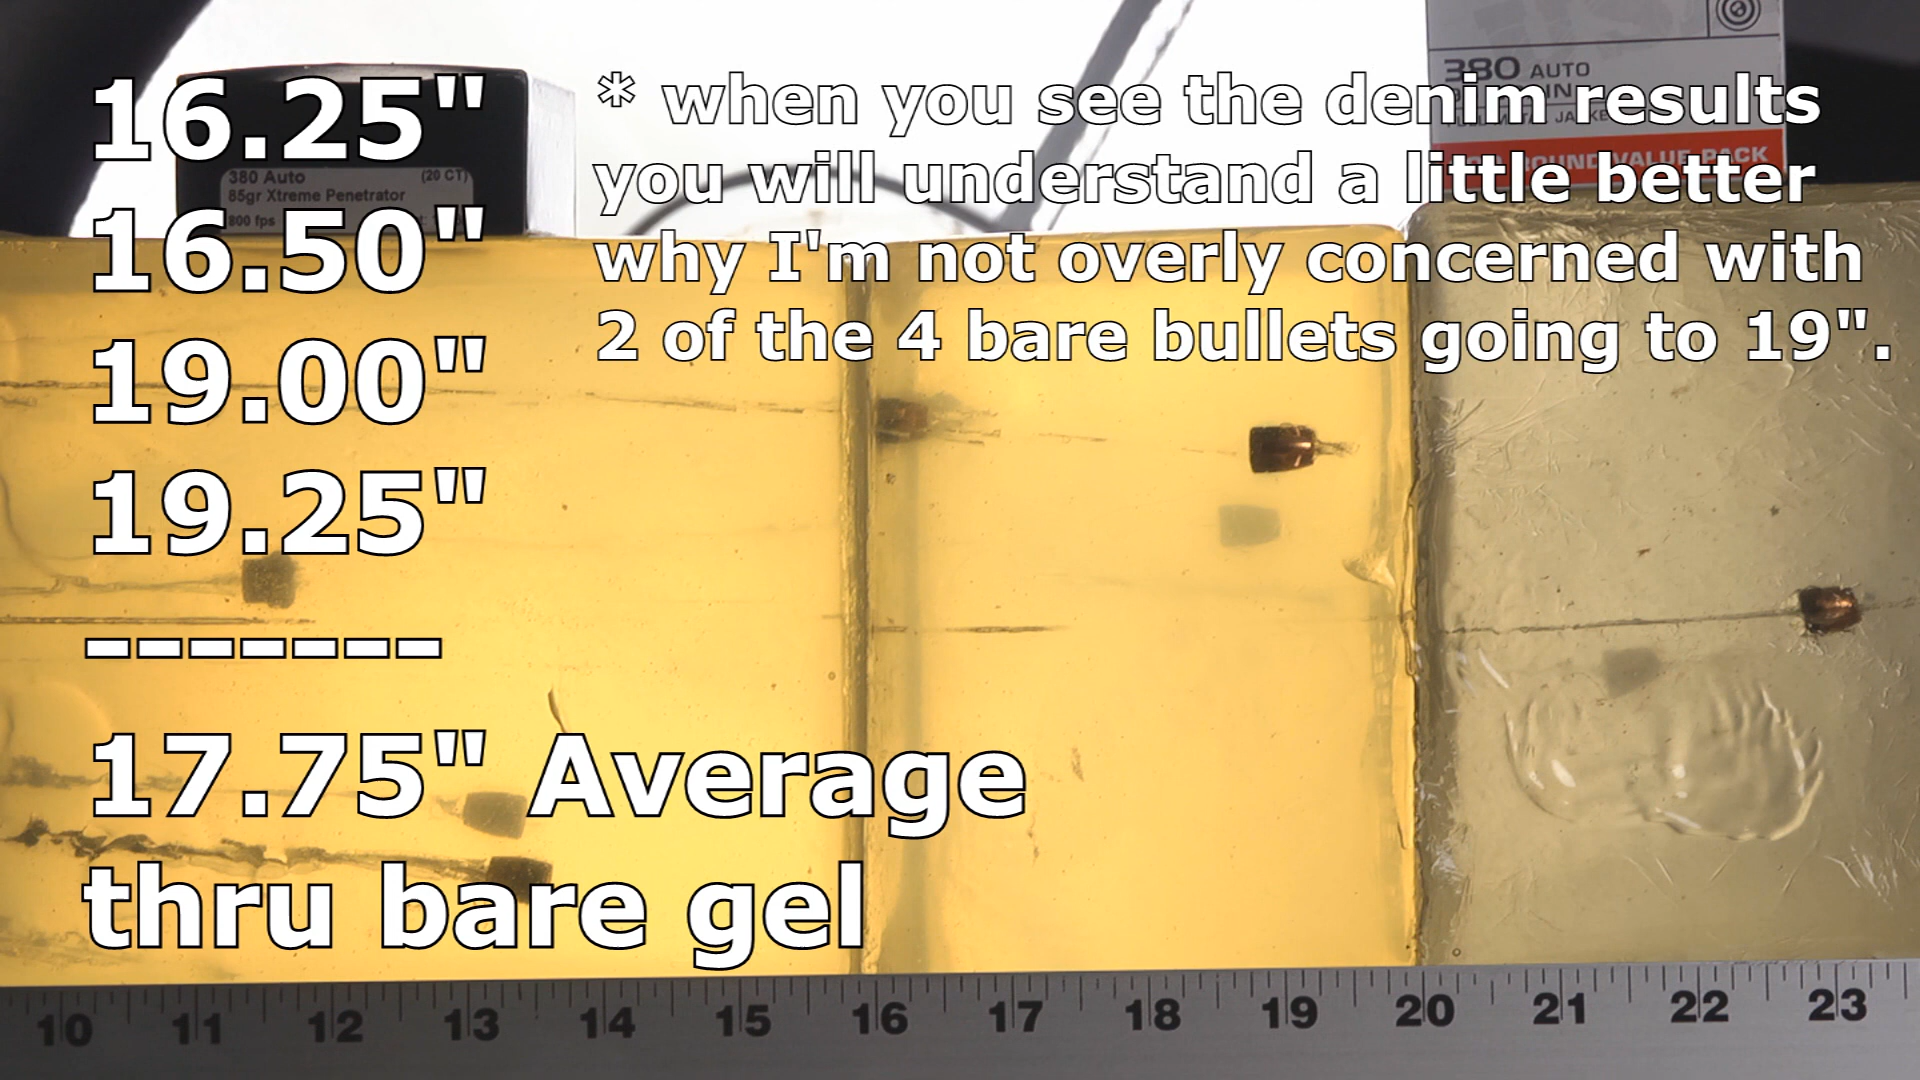 16.25"
16.50"
19.00"
19.25"
-------
17.75" Average
thru bare gel
* when you see the denim results
you will understand a little better
why I'm not overly concerned with
2 of the 4 bare bullets going to 19".
380 Auto (20 CT)
85gr Xtreme Penetrator
800 fps
380 AUTO
VALUE PACK
10 11 12 13 14 15 16 17 18 19 20 21 22 23